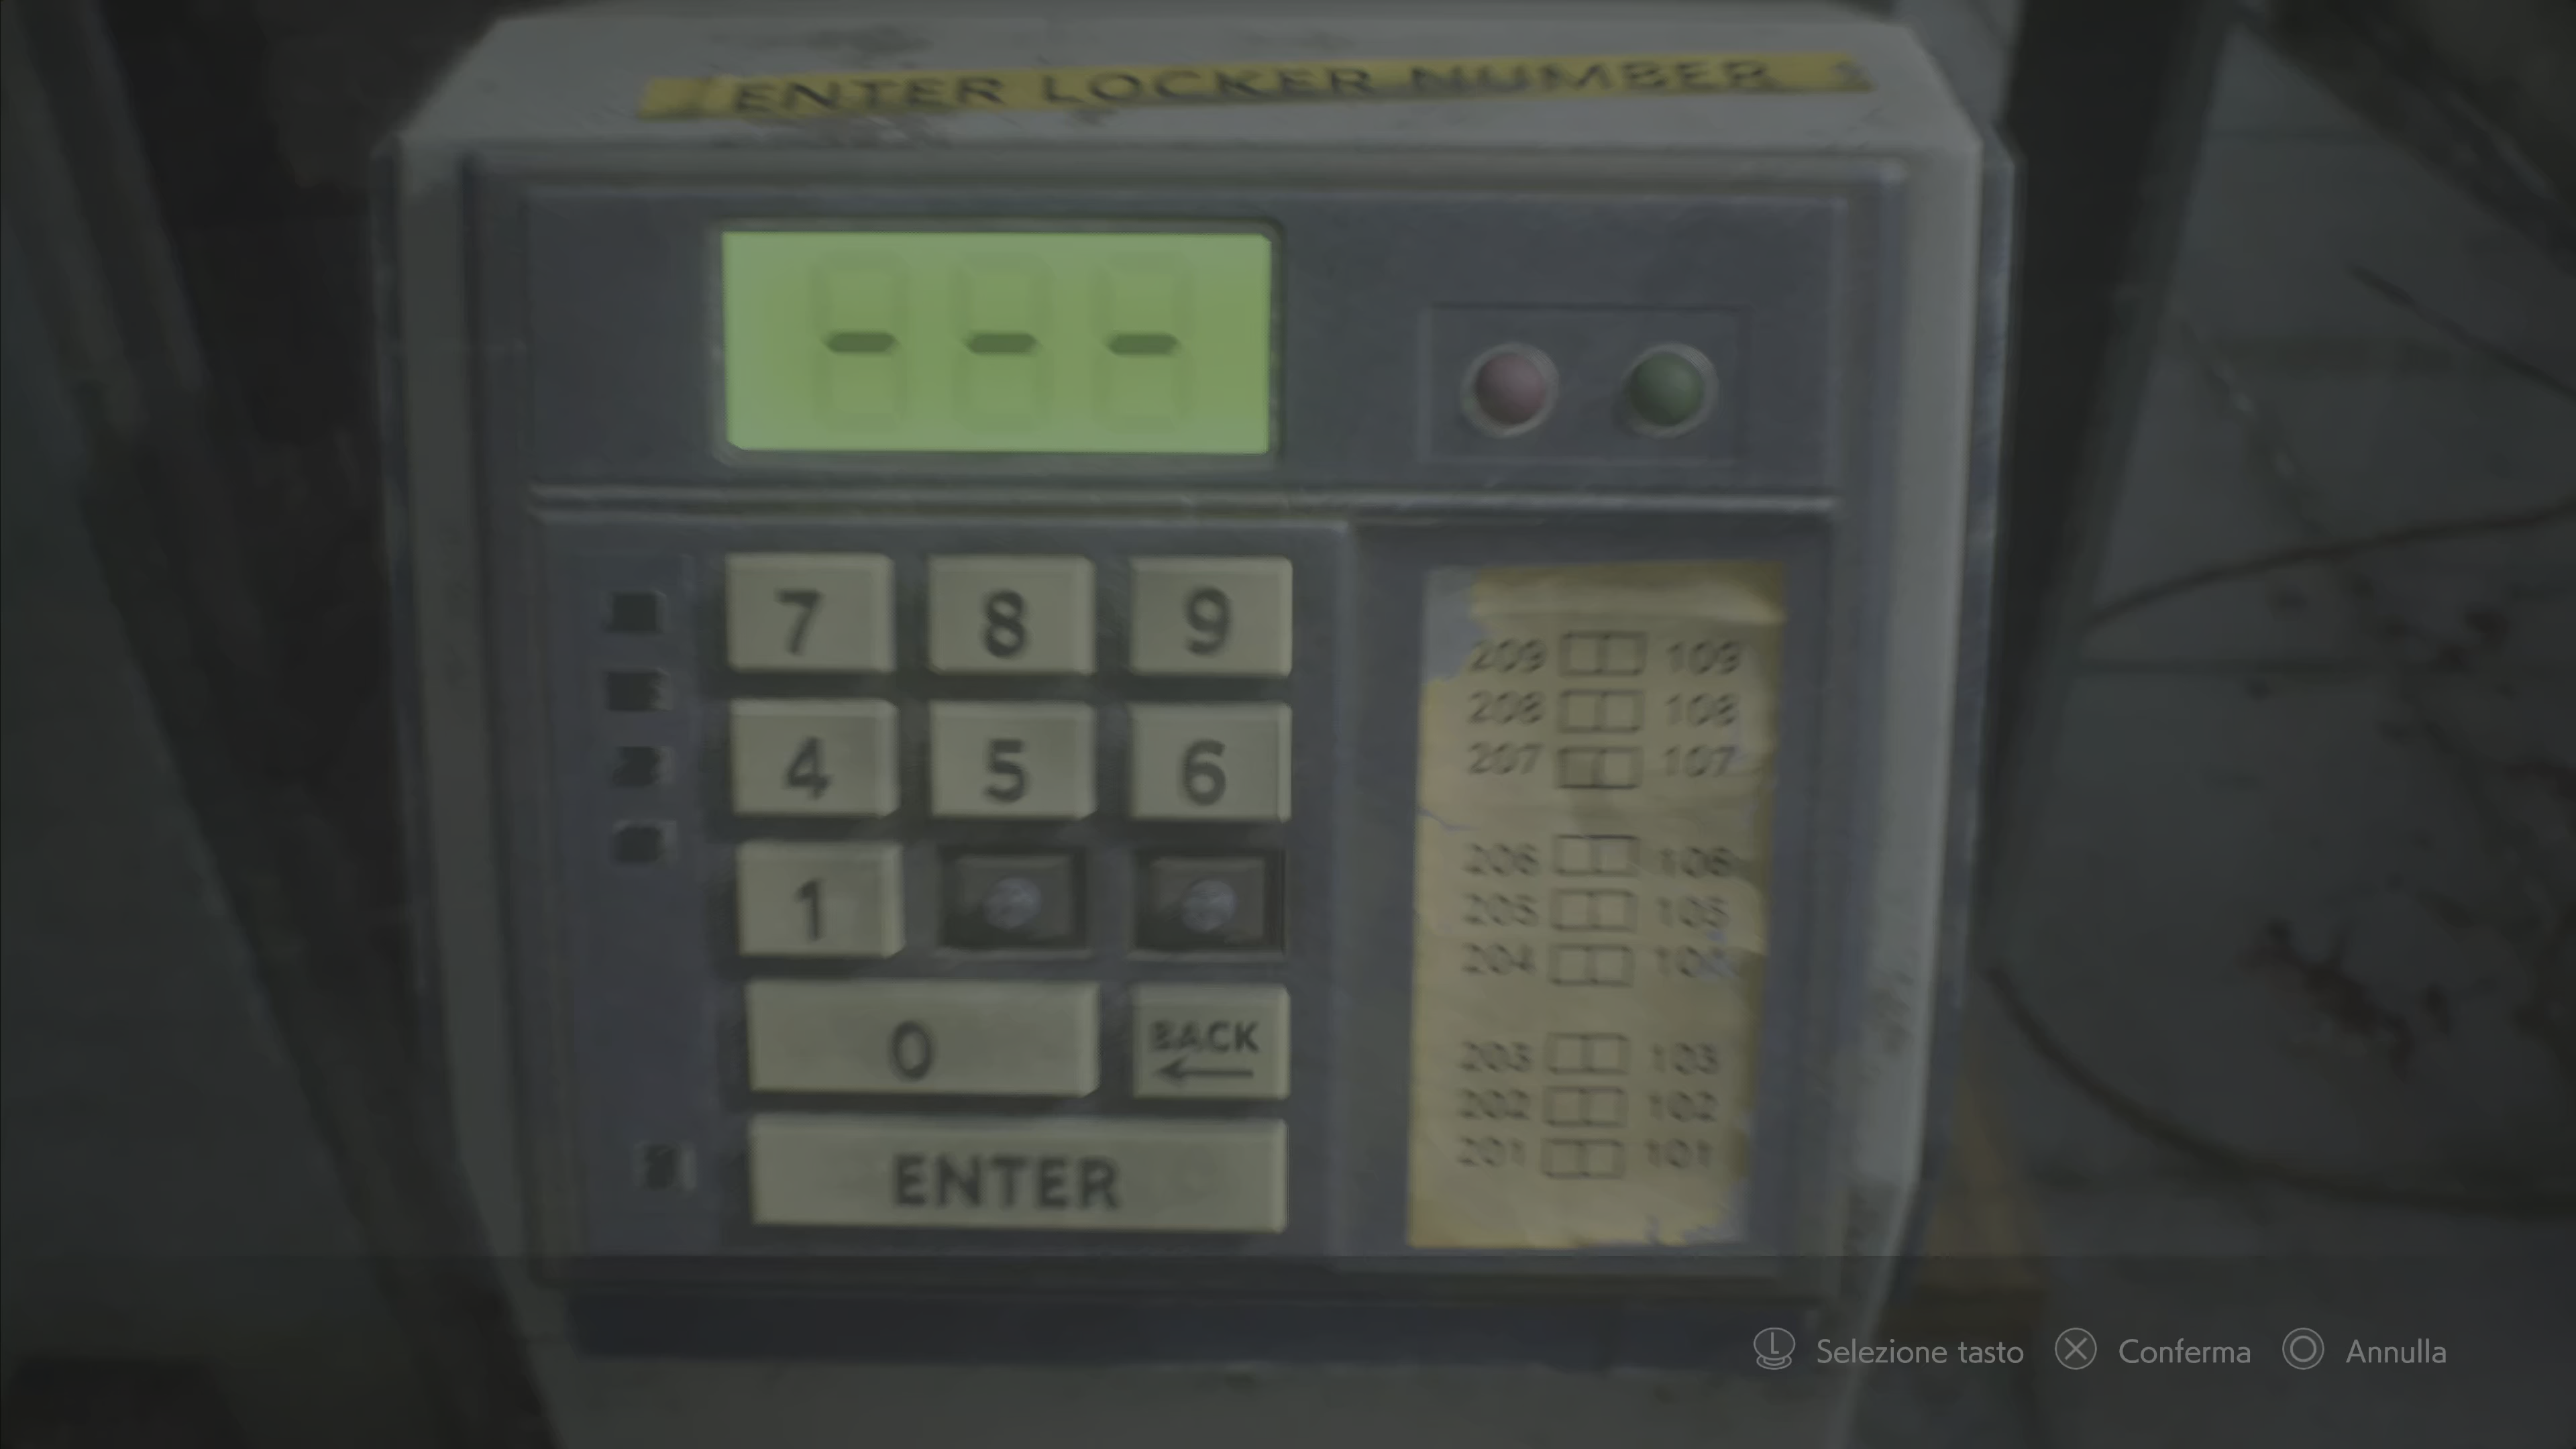 ENTER LOCKER NUMBER
7 8 9
4 5 6
1
0 BACK
ENTER
209 109
208 108
207 107
206 106
205 105
204
203 103
202 102
201 101
Selezione tasto Conferma Annulla